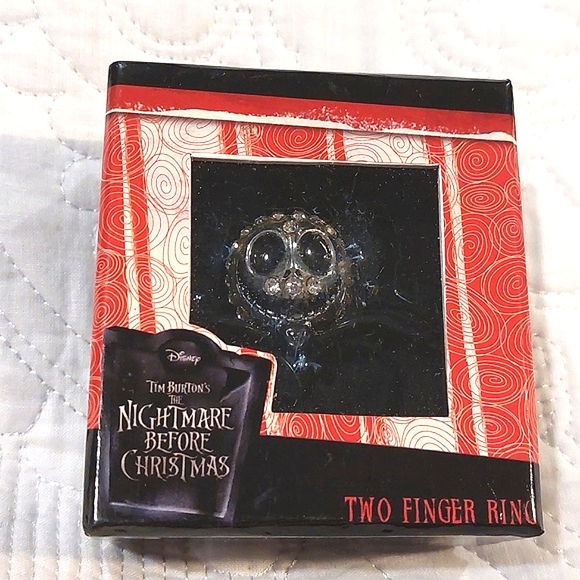 Disney
Tim Burton's
The
Nightmare
Before
Christmas
TWO FINGER RING